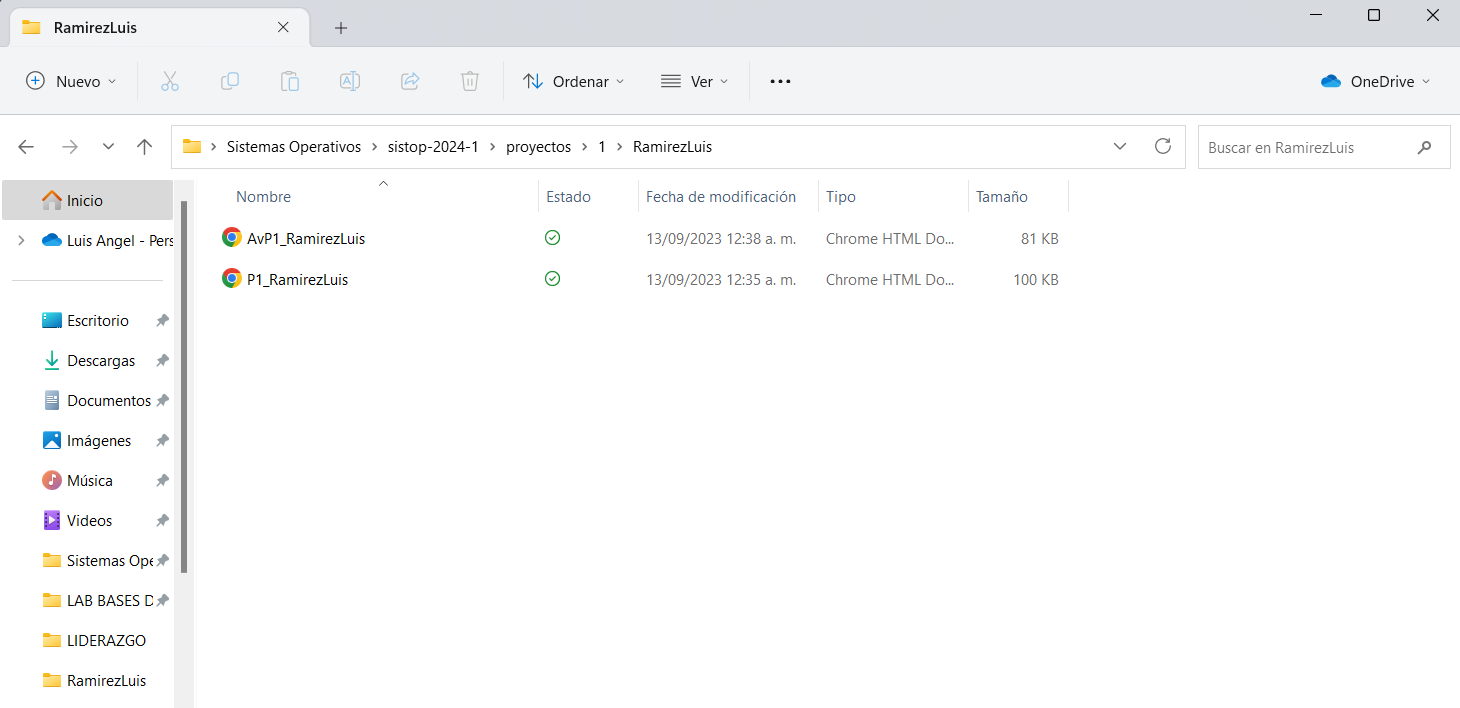 RamirezLuis
Nuevo Ordenar Ver OneDrive
Sistemas Operativos sistop-2024-1 proyectos 1 RamirezLuis Buscar en RamirezLuis
Inicio
Luis Angel - Pers
Escritorio
Descargas
Documentos
Imágenes
Música
Videos
Sistemas Ope
LAB BASES D
LIDERAZGO
RamirezLuis
Nombre Estado Fecha de modificación Tipo Tamaño
AvP1_RamirezLuis 13/09/2023 12:38 a. m. Chrome HTML Do... 81 KB
P1_RamirezLuis 13/09/2023 12:35 a. m. Chrome HTML Do... 100 KB